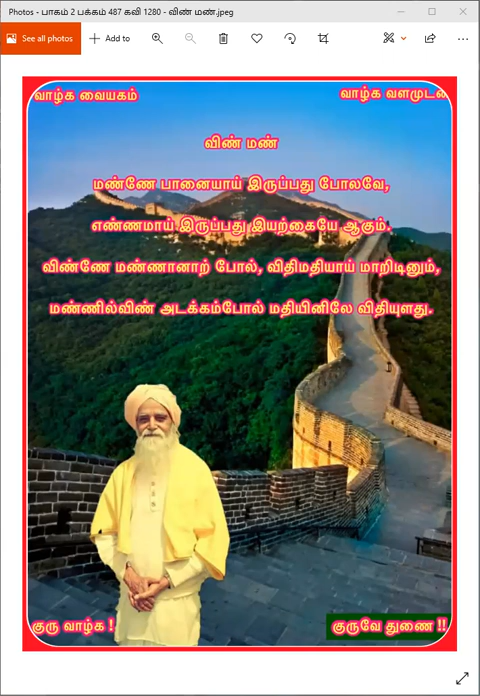 Photos - பாகம் 2 பக்கம் 487 கவி 1280 - விண் மண்.jpeg
See all photos
Add to
வாழ்க வையகம்
வாழ்க வளமுடன்
விண் மண்
மண்ணே பானையாய் இருப்பது போலவே,
எண்ணமாய் இருப்பது இயற்கையே ஆகும்.
விண்ணே மண்ணானாற் போல், விதிமதியாய் மாறிடினும்,
மண்ணில்விண் அடக்கம்போல் மதியினிலே விதியுளது.
குரு வாழ்க !
குருவே துணை !!